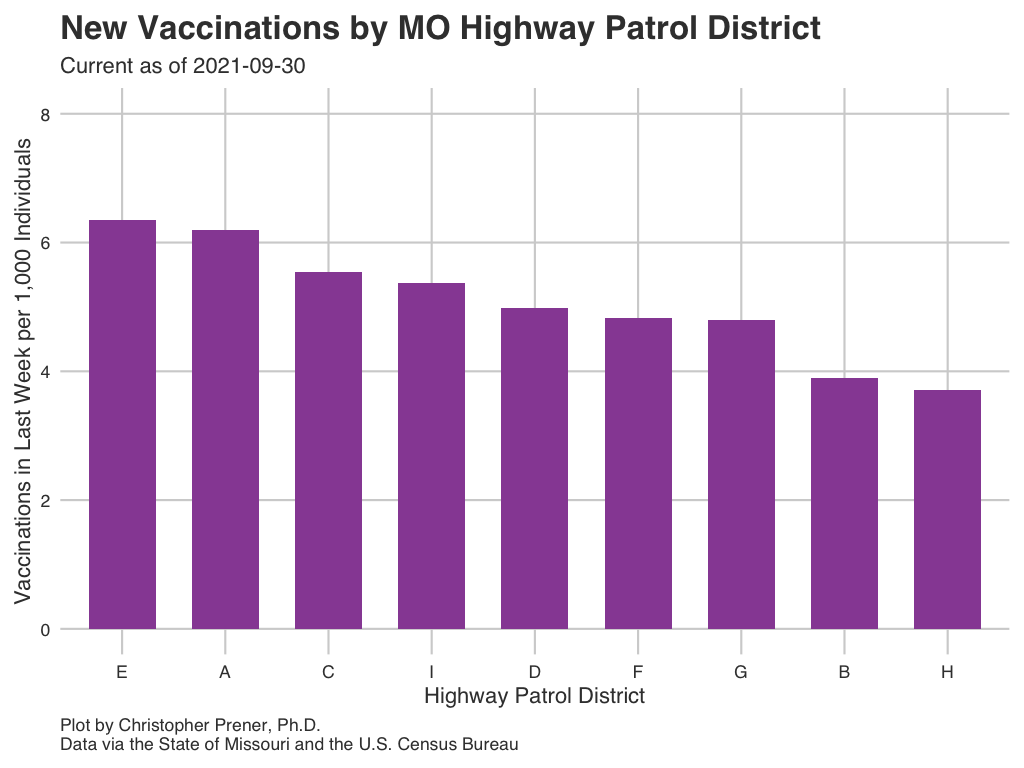 New Vaccinations by MO Highway Patrol District
Current as of 2021-09-30
Vaccinations in Last Week per 1,000 Individuals
8
6
4
2
0
E A C I D F G B H
Highway Patrol District
Plot by Christopher Prener, Ph.D.
Data via the State of Missouri and the U.S. Census Bureau